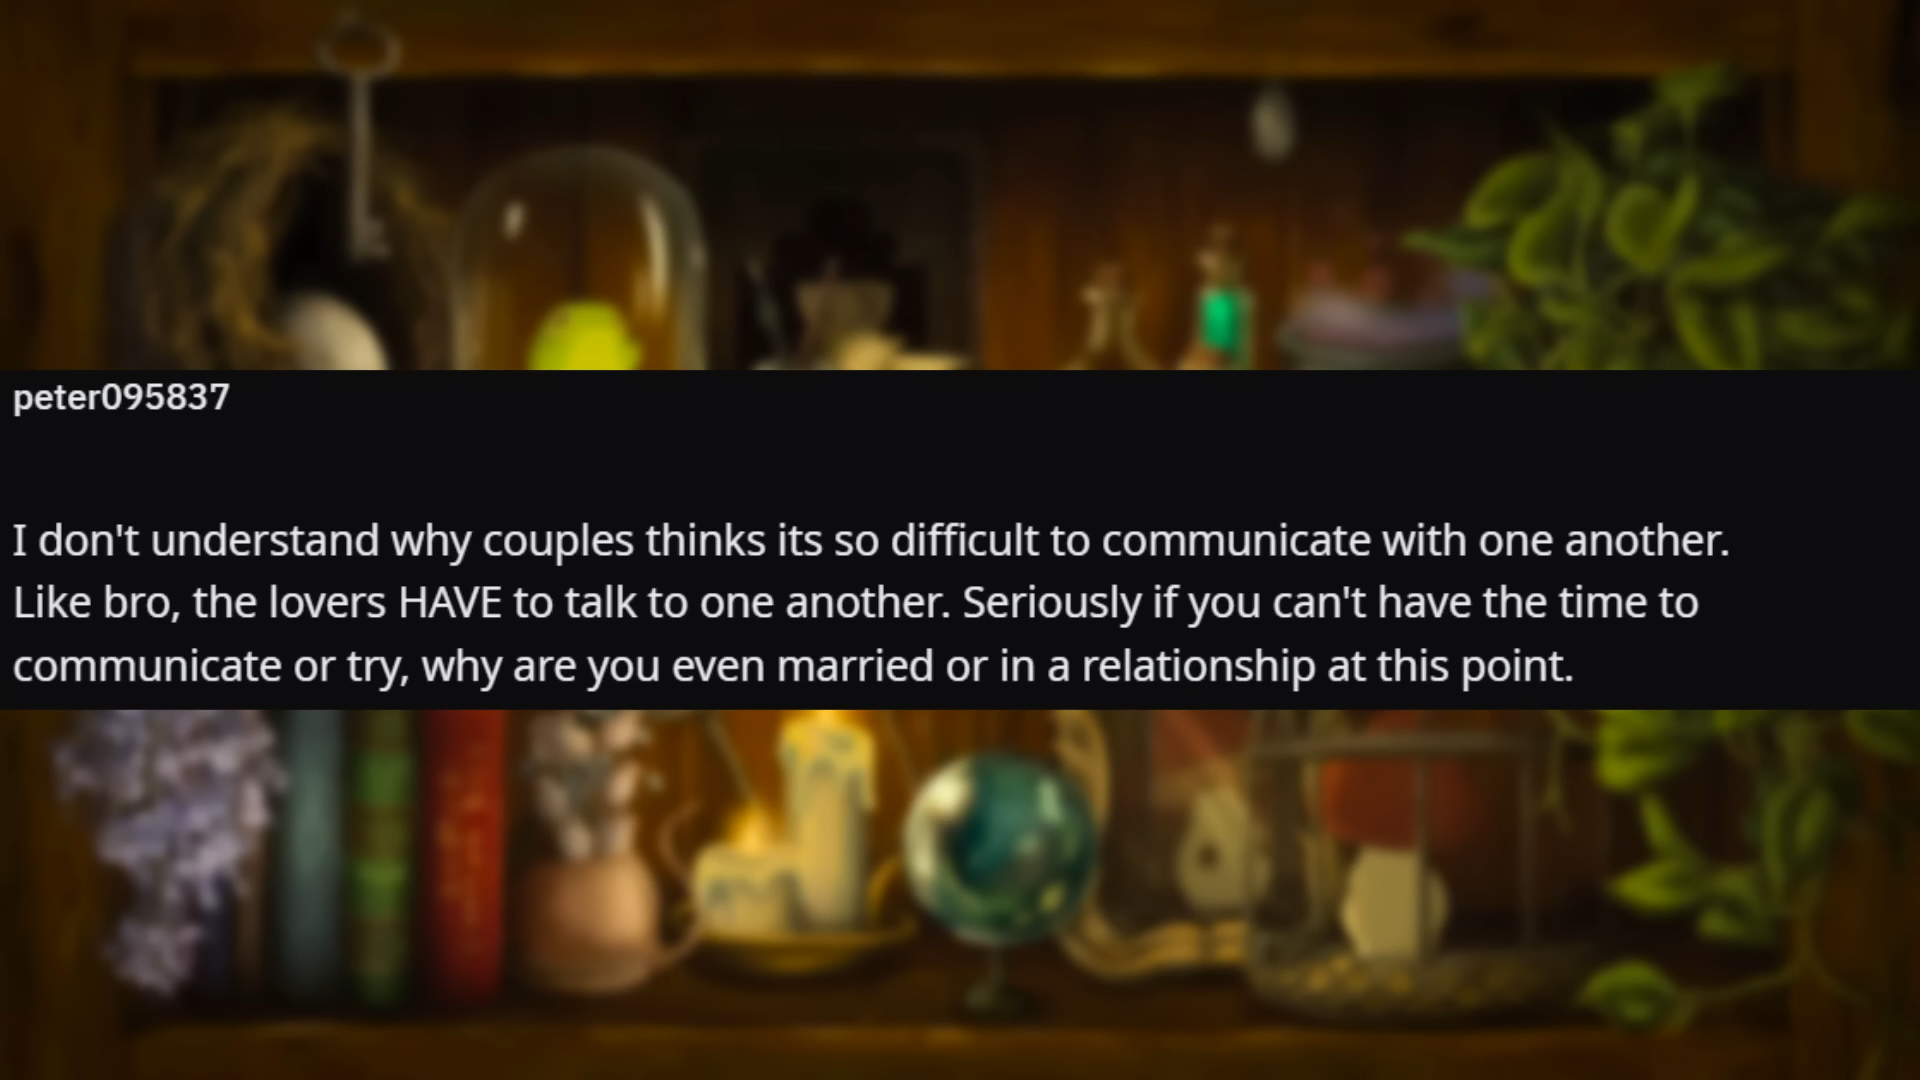 peter095837
I don't understand why couples thinks its so difficult to communicate with one another.
Like bro, the lovers HAVE to talk to one another. Seriously if you can't have the time to
communicate or try, why are you even married or in a relationship at this point.